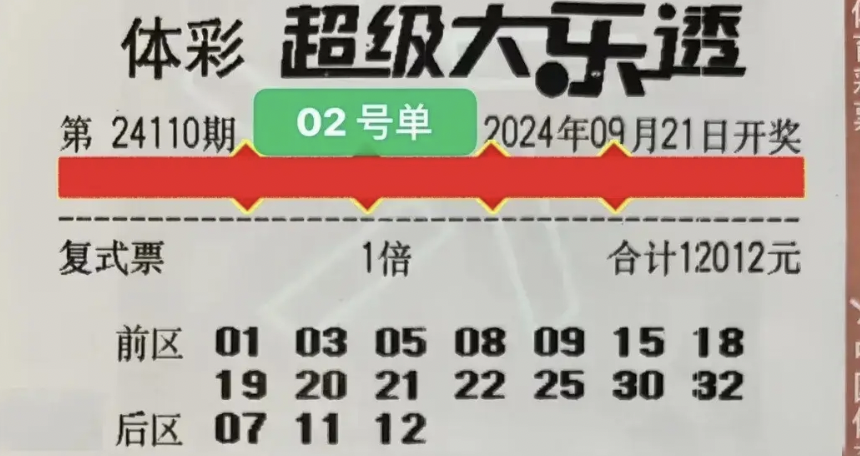 体彩 超级大乐透
第 24110期 02 号单 2024年09月21日开奖
复式票 1倍 合计12012元
前区 01 03 05 08 09 15 18
19 20 21 22 25 30 32
后区 07 11 12